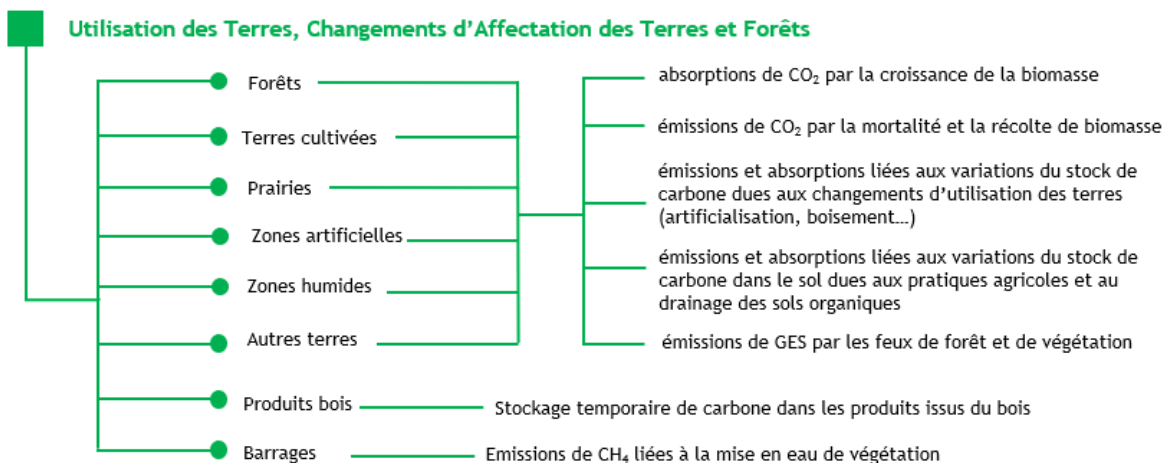 Utilisation des Terres, Changements d’Affectation des Terres et Forêts
Forêts
Terres cultivées
Prairies
Zones artificielles
Zones humides
Autres terres
Produits bois
Barrages
absorptions de CO₂ par la croissance de la biomasse
émissions de CO₂ par la mortalité et la récolte de biomasse
émissions et absorptions liées aux variations du stock de
carbone dues aux changements d’utilisation des terres
(artificialisation, boisement…)
émissions et absorptions liées aux variations du stock de
carbone dans le sol dues aux pratiques agricoles et au
drainage des sols organiques
émissions de GES par les feux de forêt et de végétation
Stockage temporaire de carbone dans les produits issus du bois
Emissions de CH₄ liées à la mise en eau de végétation